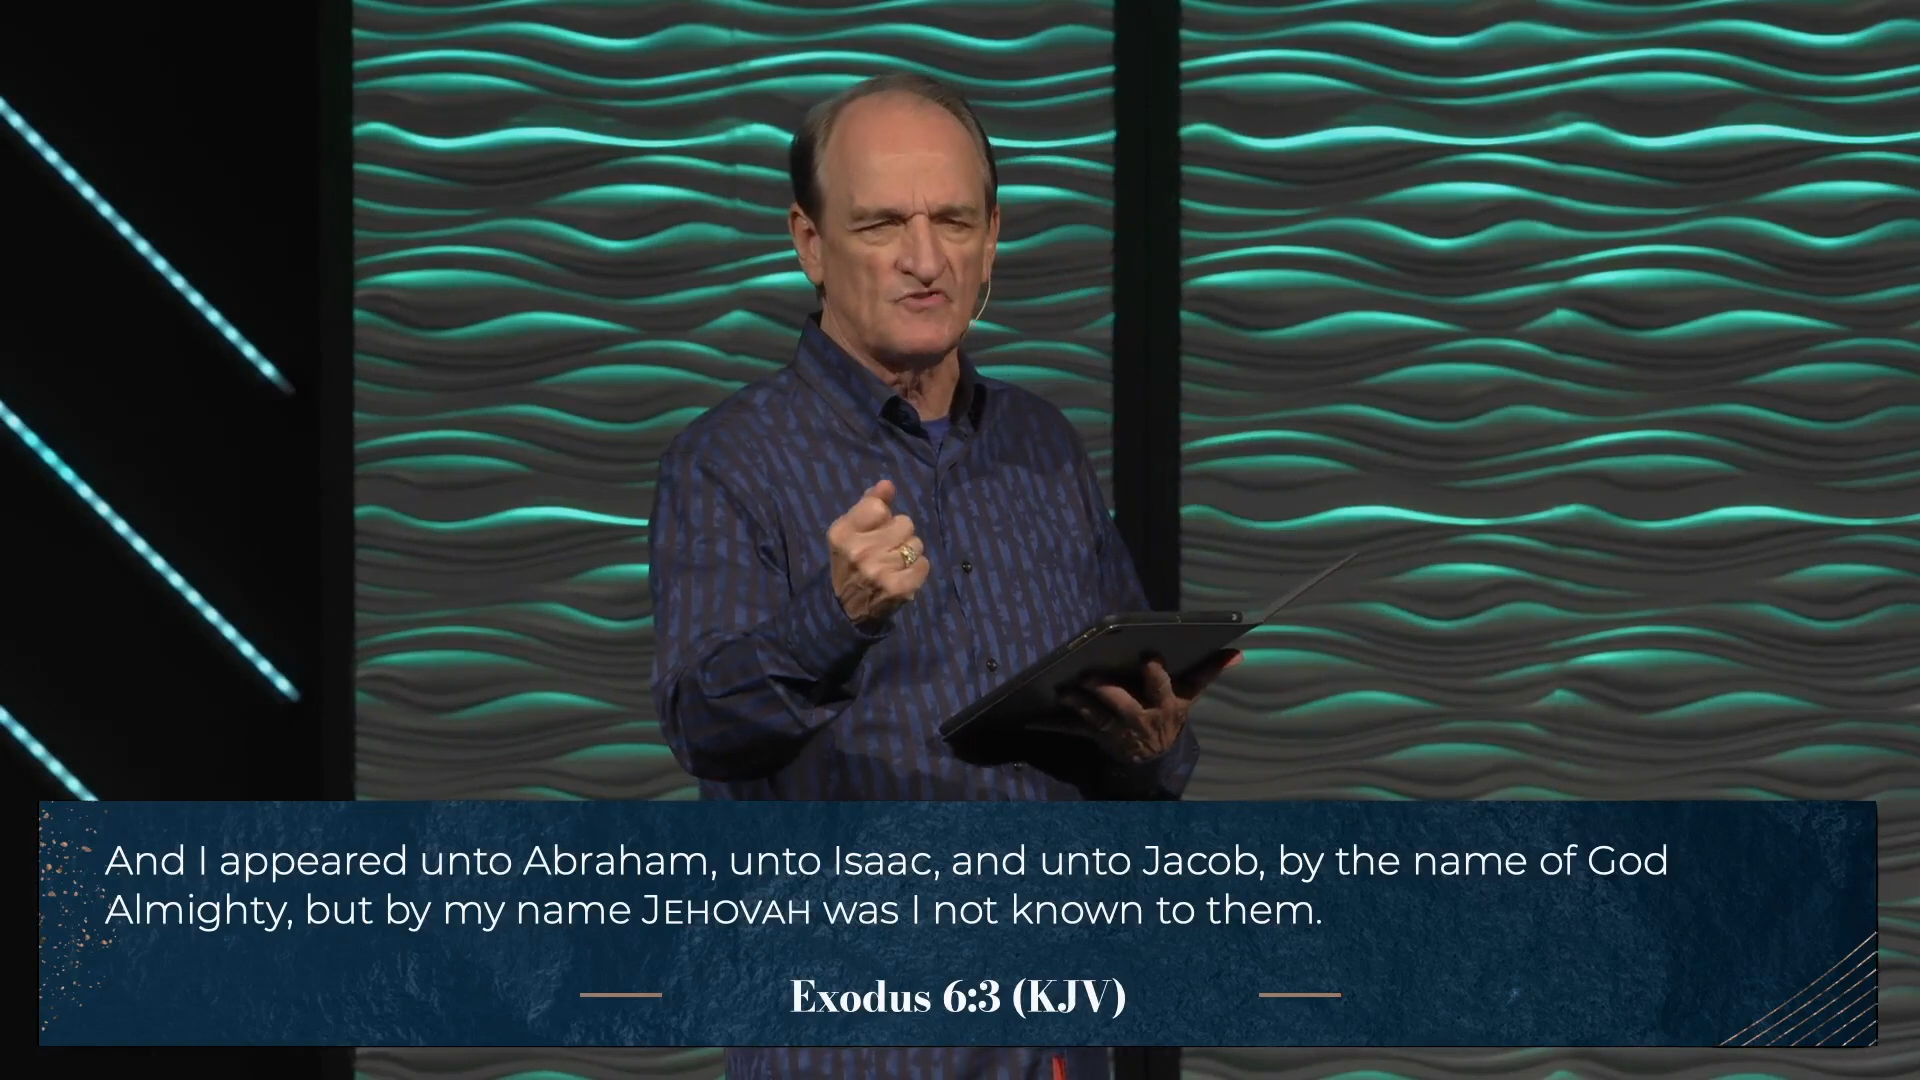 And I appeared unto Abraham, unto Isaac, and unto Jacob, by the name of God
Almighty, but by my name JEHOVAH was I not known to them.
Exodus 6:3 (KJV)